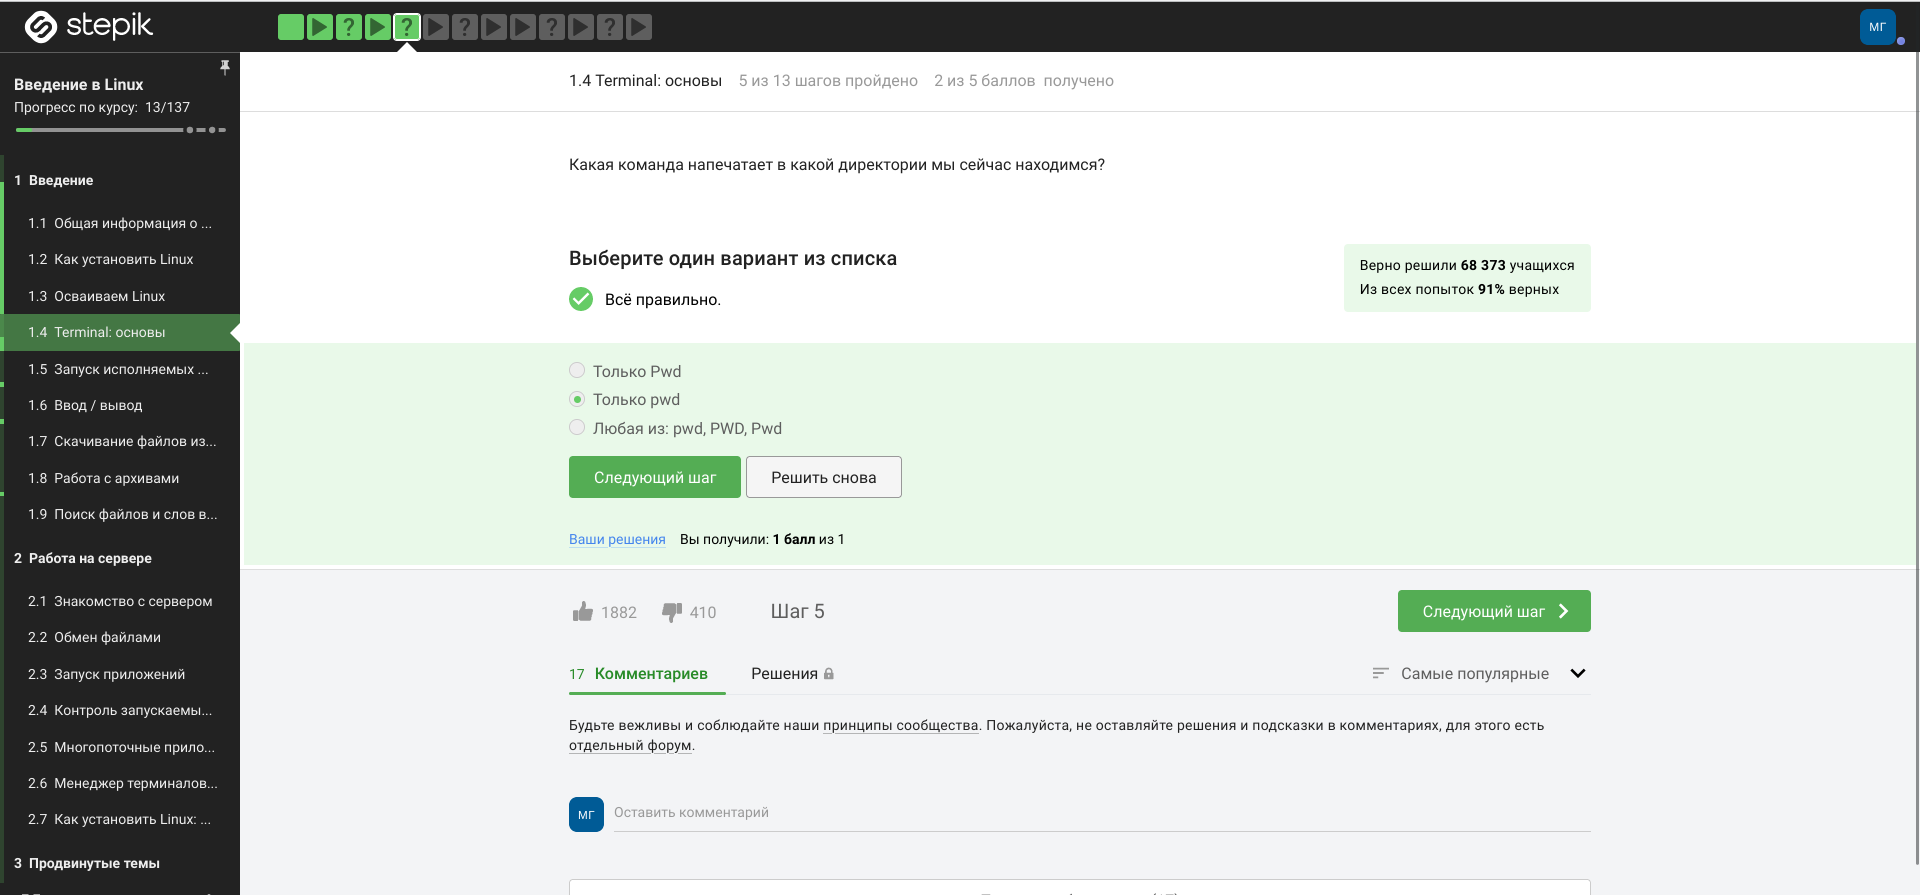 stepik
?
?
?
?
?
МГ
Введение в Linux
Прогресс по курсу: 13/137
1 Введение
1.1 Общая информация о ...
1.2 Как установить Linux
1.3 Осваиваем Linux
1.4 Terminal: основы
1.5 Запуск исполняемых ...
1.6 Ввод / вывод
1.7 Скачивание файлов из...
1.8 Работа с архивами
1.9 Поиск файлов и слов в...
2 Работа на сервере
2.1 Знакомство с сервером
2.2 Обмен файлами
2.3 Запуск приложений
2.4 Контроль запускаемы...
2.5 Многопоточные прило...
2.6 Менеджер терминалов...
2.7 Как установить Linux: ...
3 Продвинутые темы
1.4 Terminal: основы 5 из 13 шагов пройдено 2 из 5 баллов получено
Какая команда напечатает в какой директории мы сейчас находимся?
Выберите один вариант из списка
Всё правильно.
Верно решили 68 373 учащихся
Из всех попыток 91% верных
Только Pwd
Только pwd
Любая из: pwd, PWD, Pwd
Следующий шаг Решить снова
Ваши решения Вы получили: 1 балл из 1
1882 410 Шаг 5 Следующий шаг
17 Комментариев Решения Самые популярные
Будьте вежливы и соблюдайте наши принципы сообщества. Пожалуйста, не оставляйте решения и подсказки в комментариях, для этого есть
отдельный форум.
МГ Оставить комментарий